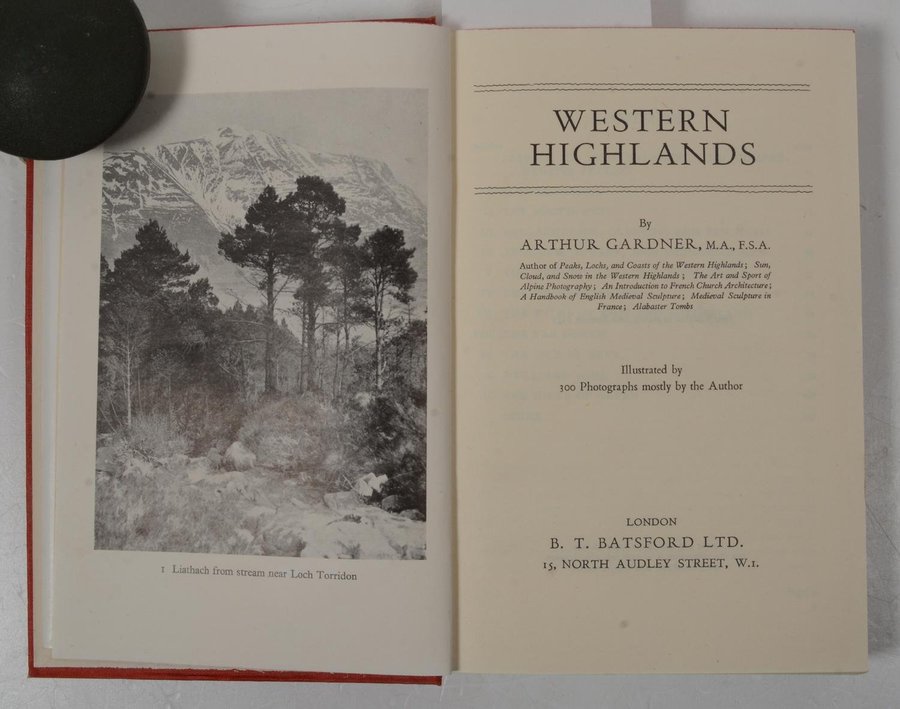 1 Liathach from stream near Loch Torridon
WESTERN
HIGHLANDS
By
ARTHUR GARDNER, M.A., F.S.A.
Author of Peaks, Lochs, and Coasts of the Western Highlands; Sun,
Cloud, and Snow in the Western Highlands; The Art and Sport of
Alpine Photography; An Introduction to French Church Architecture;
A Handbook of English Medieval Sculpture; Medieval Sculpture in
France; Alabaster Tombs
Illustrated by
300 Photographs mostly by the Author
LONDON
B. T. BATSFORD LTD.
15, NORTH AUDLEY STREET, W.1.